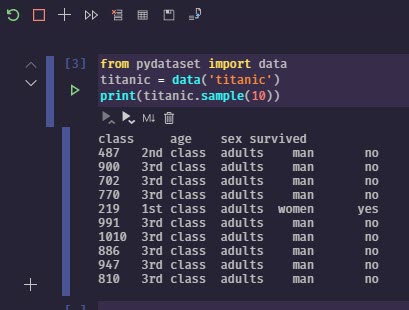 [3] from pydataset import data
titanic = data('titanic')
print(titanic.sample(10))
M↓
class age sex survived
487 2nd class adults man no
900 3rd class adults man no
702 3rd class adults man no
770 3rd class adults man no
219 1st class adults women yes
991 3rd class adults man no
1010 3rd class adults man no
886 3rd class adults man no
947 3rd class adults man no
810 3rd class adults man no